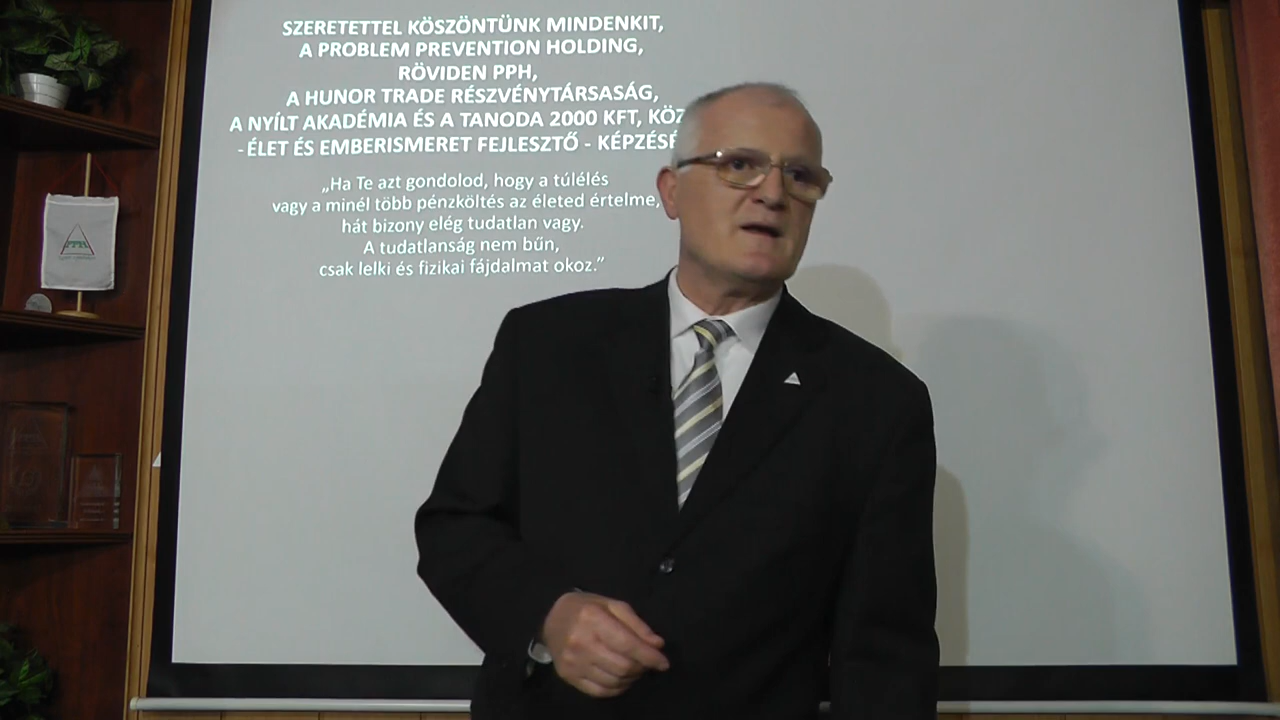 SZERETETTEL KÖSZÖNTÜNK MINDENKIT,
A PROBLEM PREVENTION HOLDING,
RÖVIDEN PPH,
A HUNOR TRADE RÉSZVÉNYTÁRSASÁG,
A NYÍLT AKADÉMIA ÉS A TANODA 2000 KFT, KÖZ
- ÉLET ÉS EMBERISMERET FEJLESZTŐ - KÉPZÉSÉ
„Ha Te azt gondolod, hogy a túlélés
vagy a minél több pénzköltés az életed értelme,
hát bizony elég tudatlan vagy.
A tudatlanság nem bűn,
csak lelki és fizikai fájdalmat okoz.”